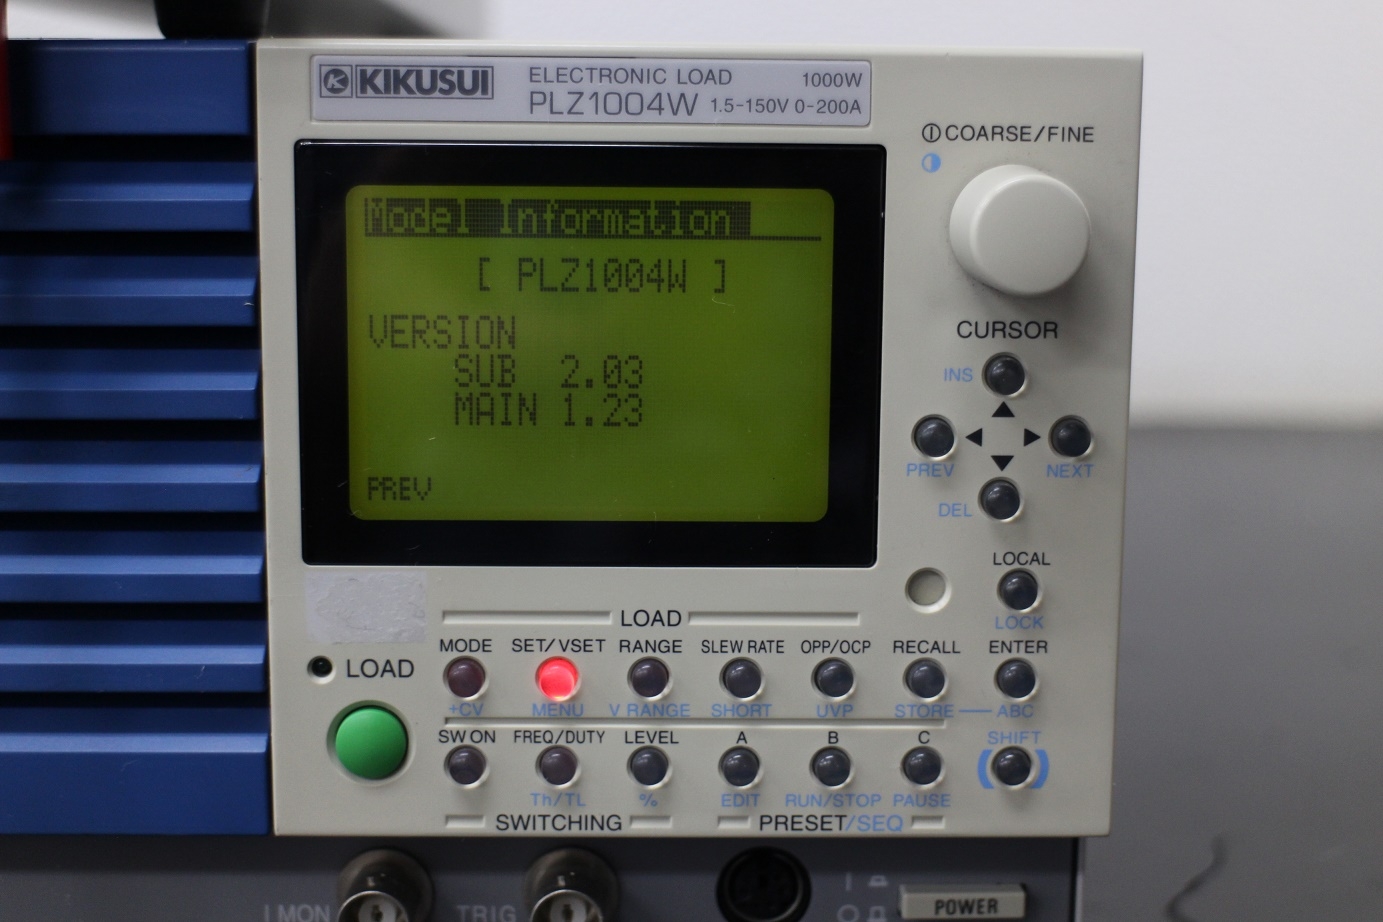 KIKUSUI ELECTRONIC LOAD 1000W
PLZ1004W 1.5-150V 0-200A
COARSE/FINE
Model Information
[ PLZ1004W ]
VERSION
SUB 2.03
MAIN 1.23
PREV
CURSOR
INS
PREV NEXT
DEL
LOCAL
LOCK
LOAD
MODE SET/VSET RANGE SLEW RATE OPP/OCP RECALL ENTER
LOAD
+CV MENU V RANGE SHORT UVP STORE ABC
SW ON FREQ/DUTY LEVEL A B C SHIFT
Th/TL % EDIT RUN/STOP PAUSE
SWITCHING PRESET/SEQ
I MON TRIG POWER